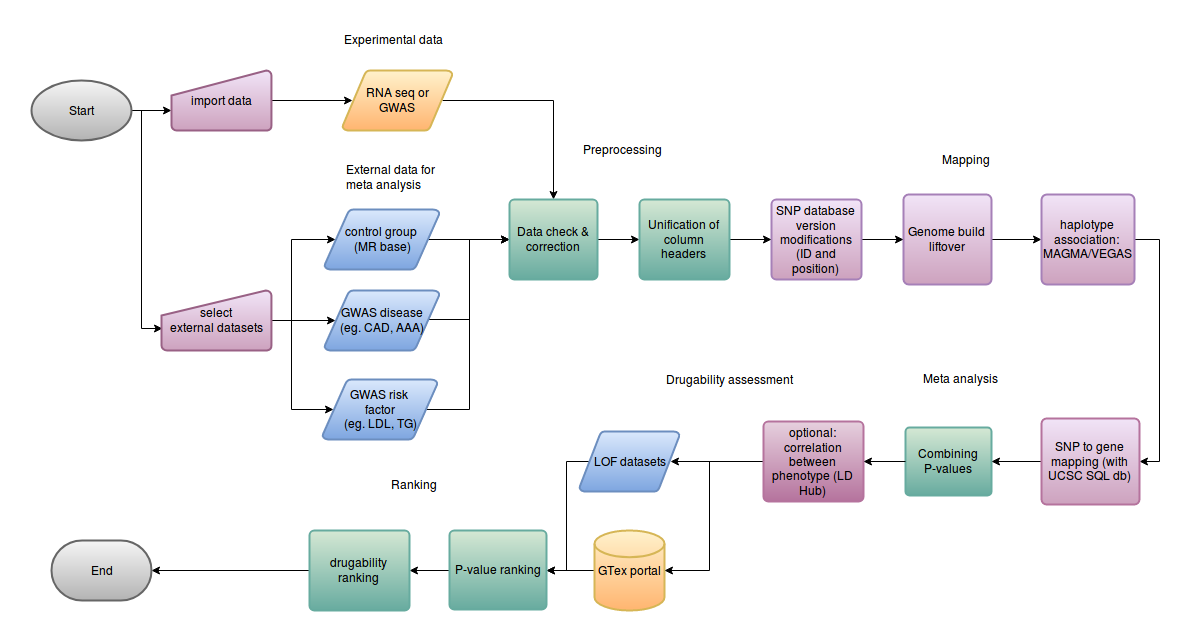 Experimental data
Start
import data
RNA seq or
GWAS
Preprocessing
Mapping
External data for
meta analysis
control group
(MR base)
Data check &
correction
Unification of
column
headers
SNP database
version
modifications
(ID and
position)
Genome build
liftover
haplotype
association:
MAGMA/VEGAS
select
external datasets
GWAS disease
(eg. CAD, AAA)
GWAS risk
factor
(eg. LDL, TG)
Drugability assessment
Meta analysis
LOF datasets
optional:
correlation
between
phenotype (LD
Hub)
Combining
P-values
SNP to gene
mapping (with
UCSC SQL db)
Ranking
End
drugability
ranking
P-value ranking
GTex portal